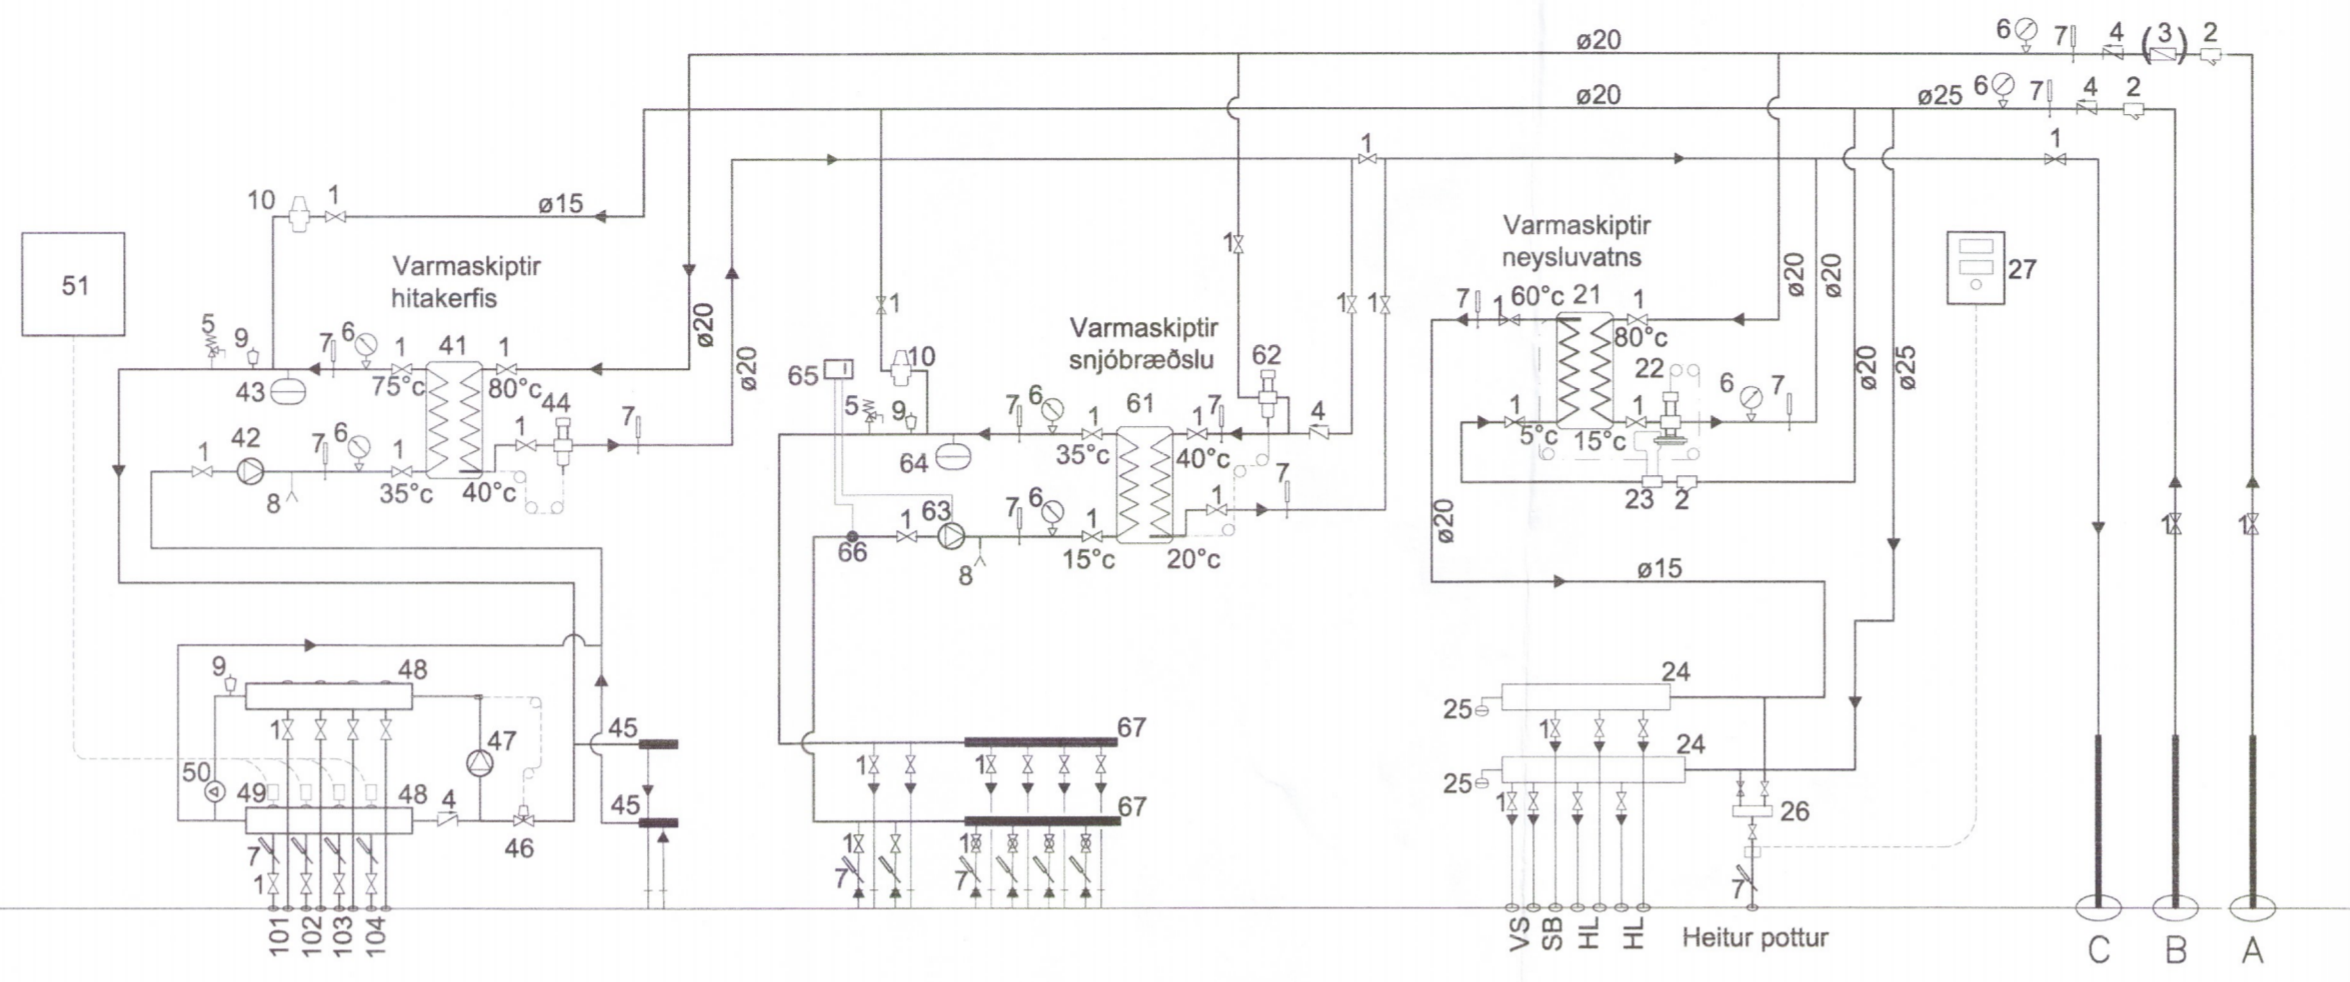 ø20 6 7 4 (3) 2
ø20 ø25 6 7 4 2
1 1
10 1 ø15
Varmaskiptir
neysluvatns
51
Varmaskiptir
hitakerfis
1
ø20 ø20 27
7 1 60°c 21 1
80°c
1 1 1
5 9 7 6 1 41 1
ø20
Varmaskiptir
snjóbræðslu
75°c 80°c
43 44
ø20
65 10 62
22 6 7
ø20 ø25
5 9 7 6 1 61 1 7 4
1 5°c 1 15°c
1 42 7 6 1 1 7
8 35°c 40°c
64 35°c 40°c
23 2
1 7
66 1 63 7 6 1
8 15°c 20°c
ø20
1 1
ø15
9 48
24
25
1
45 47
67
1
24
25
50 49 48 4 46
45
1 1
67
1
26
7
1
1 1
7 7
7
101 102 103 104
VS SB HL HL
Heitur pottur
C B A